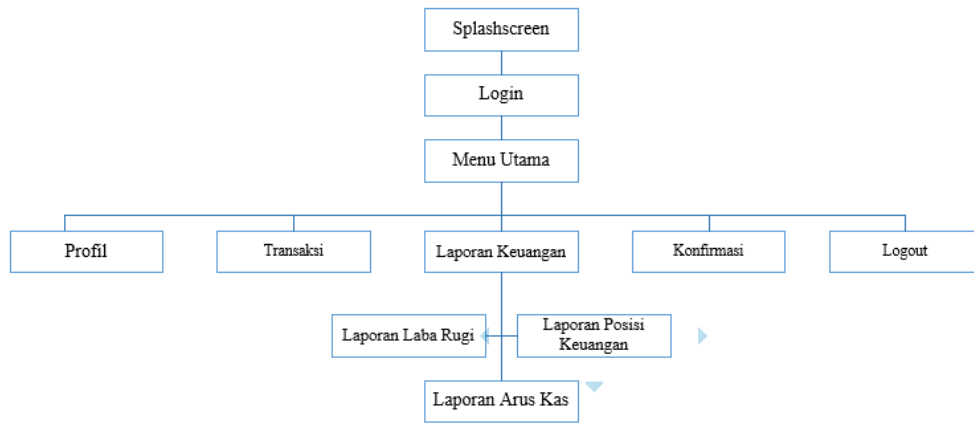 Splashscreen
Login
Menu Utama
Profil
Transaksi
Laporan Keuangan
Konfirmasi
Logout
Laporan Laba Rugi
Laporan Posisi
Keuangan
Laporan Arus Kas